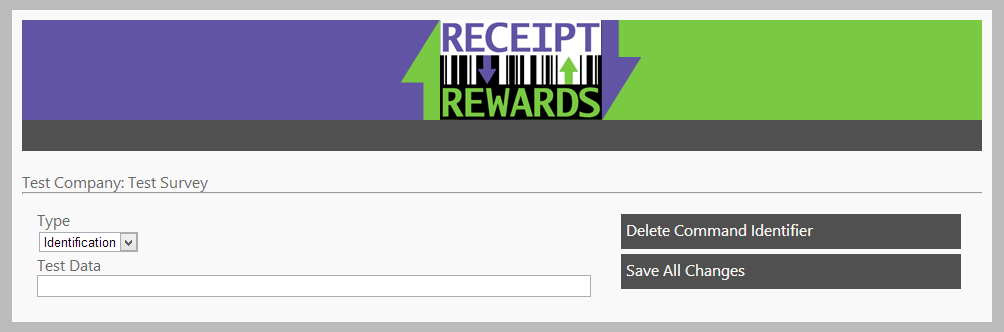 RECEIPT
REWARDS
Test Company: Test Survey
Type
Identification
Test Data
Delete Command Identifier
Save All Changes